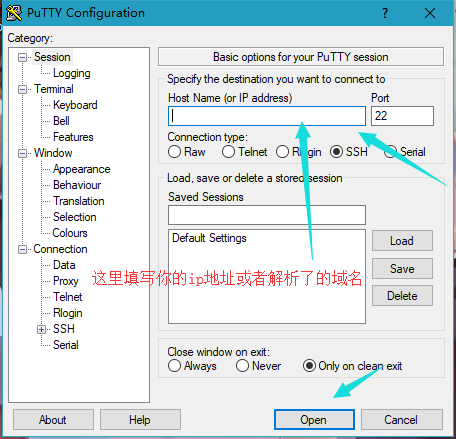 PuTTY Configuration
?
Category:
Session
Logging
Terminal
Keyboard
Bell
Features
Window
Appearance
Behaviour
Translation
Selection
Colours
Connection
Data
Proxy
Telnet
Rlogin
SSH
Serial
Basic options for your PuTTY session
Specify the destination you want to connect to
Host Name (or IP address) Port
22
Connection type:
Raw Telnet Rlogin SSH Serial
Load, save or delete a stored session
Saved Sessions
Default Settings
Load
Save
Delete
这里填写你的ip地址或者解析了的域名
Close window on exit:
Always Never Only on clean exit
About Help Open Cancel